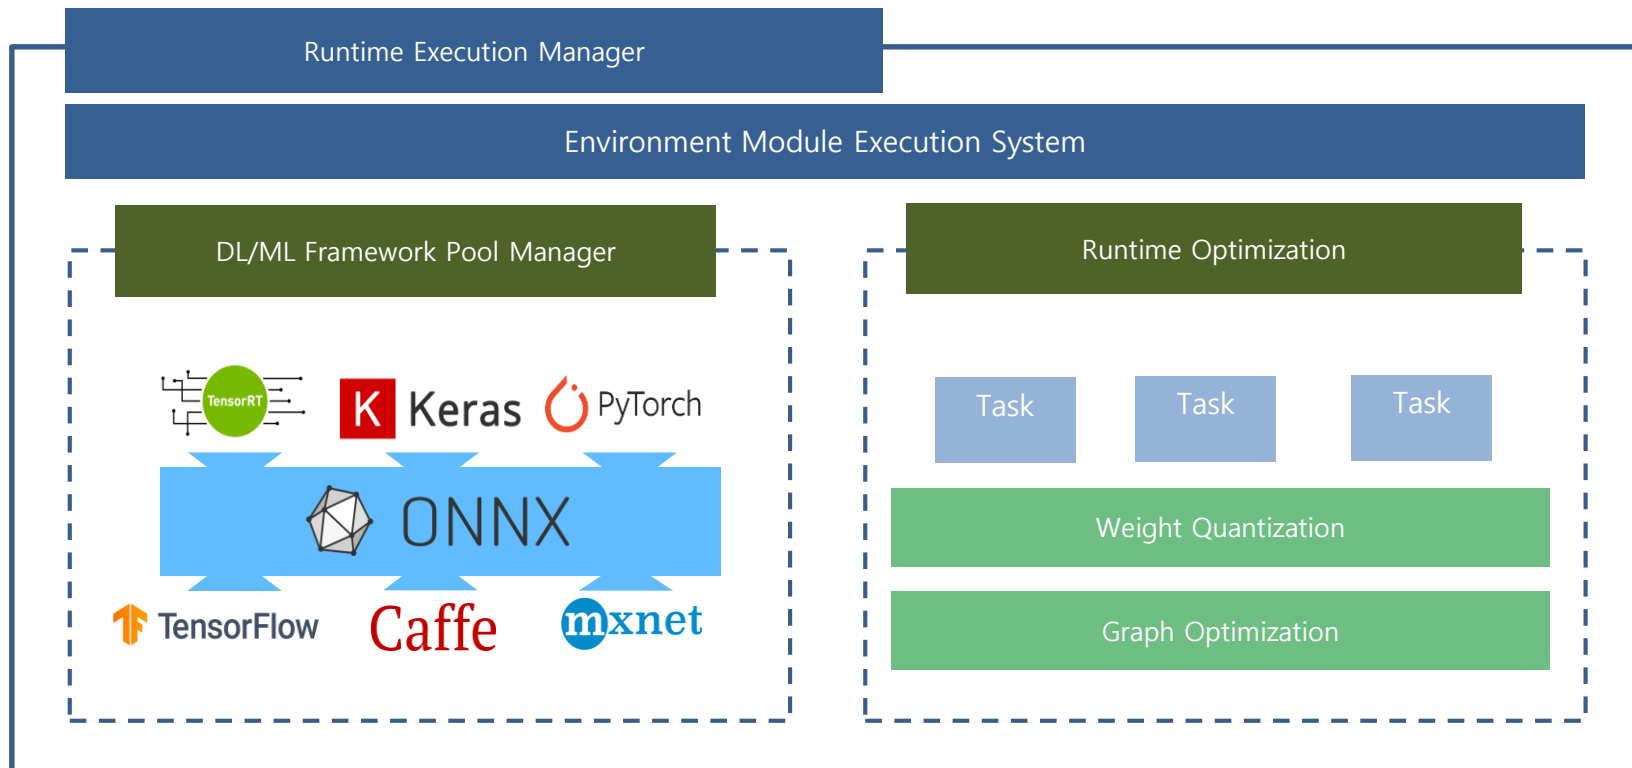 Runtime Execution Manager
Environment Module Execution System
DL/ML Framework Pool Manager
TensorRT
K Keras
PyTorch
ONNX
TensorFlow
Caffe
mxnet
Runtime Optimization
Task
Task
Task
Weight Quantization
Graph Optimization